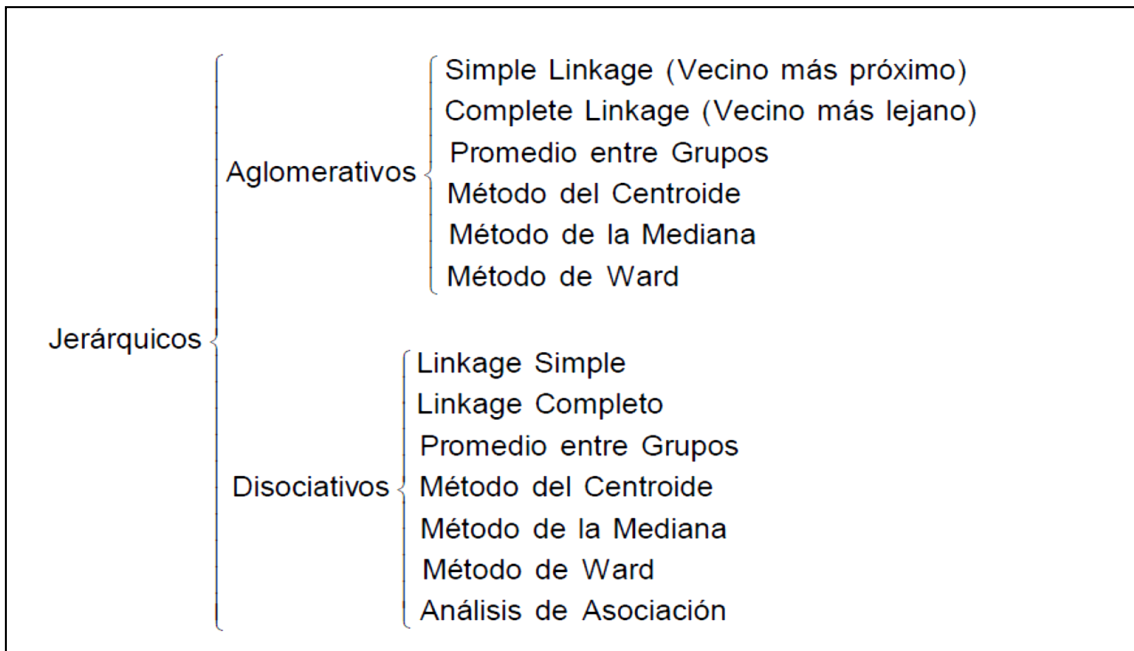 Simple Linkage (Vecino más próximo)
Complete Linkage (Vecino más lejano)
Promedio entre Grupos
Aglomerativos
Método del Centroide
Método de la Mediana
Método de Ward
Jerárquicos
Linkage Simple
Linkage Completo
Promedio entre Grupos
Disociativos
Método del Centroide
Método de la Mediana
Método de Ward
Análisis de Asociación